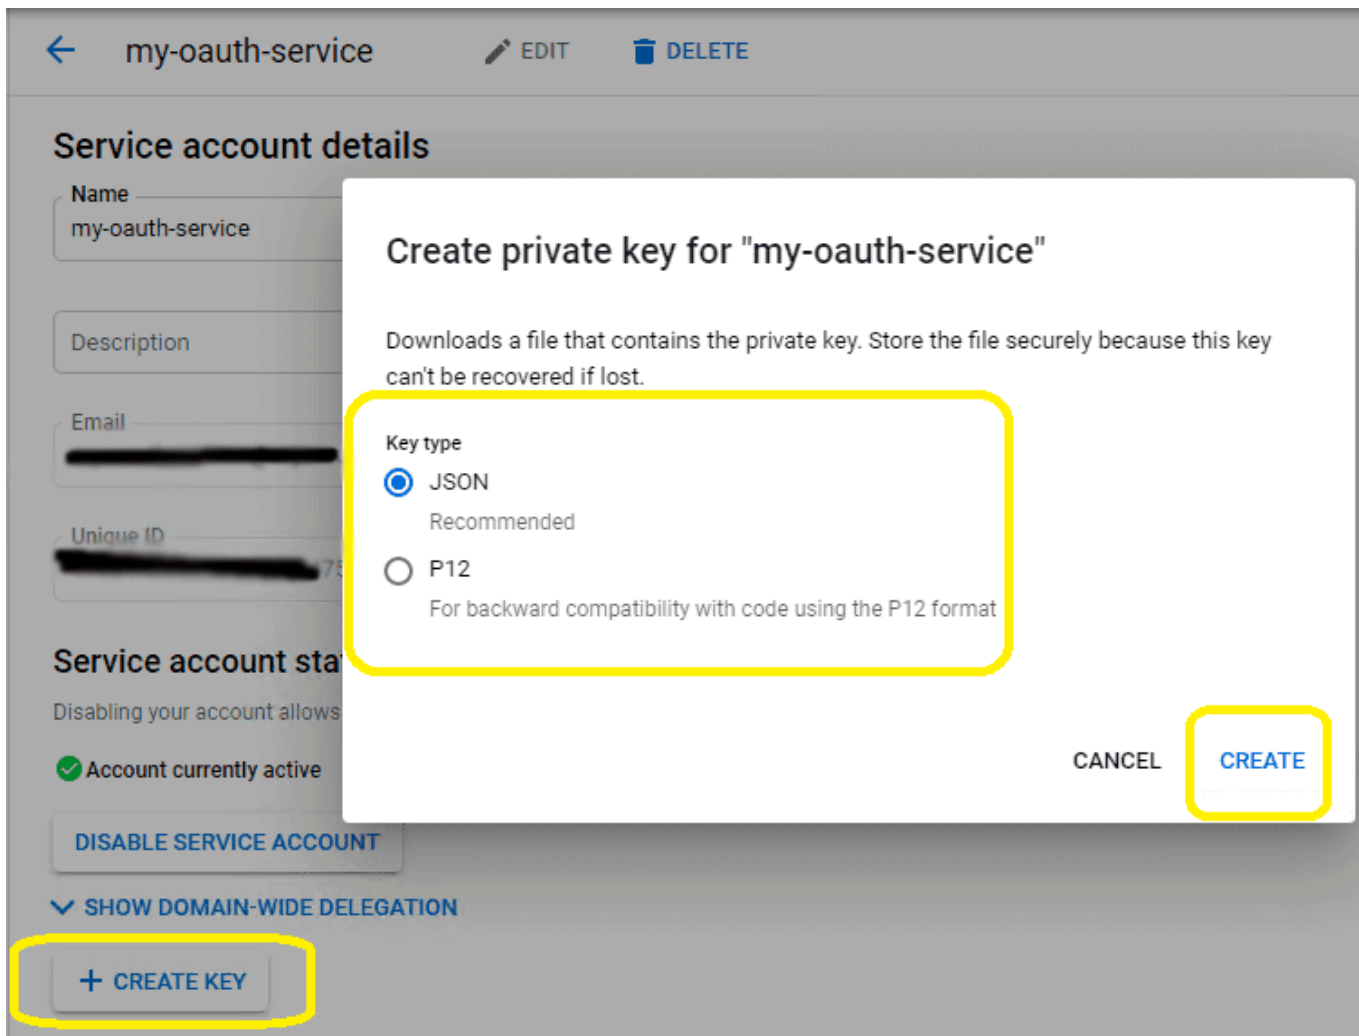 my-oauth-service EDIT DELETE
Service account details
Name
my-oauth-service
Description
Email
Unique ID
Service account sta
Disabling your account allows
Account currently active
DISABLE SERVICE ACCOUNT
SHOW DOMAIN-WIDE DELEGATION
+ CREATE KEY
Create private key for "my-oauth-service"
Downloads a file that contains the private key. Store the file securely because this key
can't be recovered if lost.
Key type
JSON
Recommended
P12
For backward compatibility with code using the P12 format
CANCEL CREATE